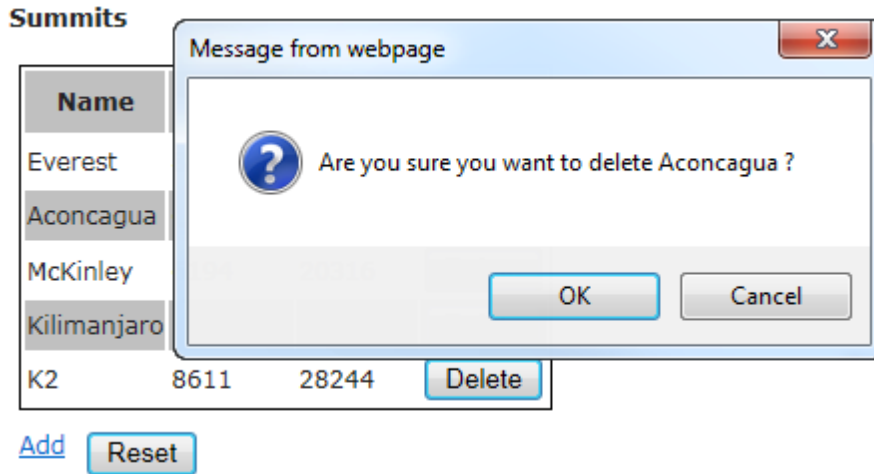 Summits
Message from webpage
Name
Everest
Are you sure you want to delete Aconcagua ?
Aconcagua
McKinley
OK
Cancel
Kilimanjaro
K2 8611 28244 Delete
Add Reset